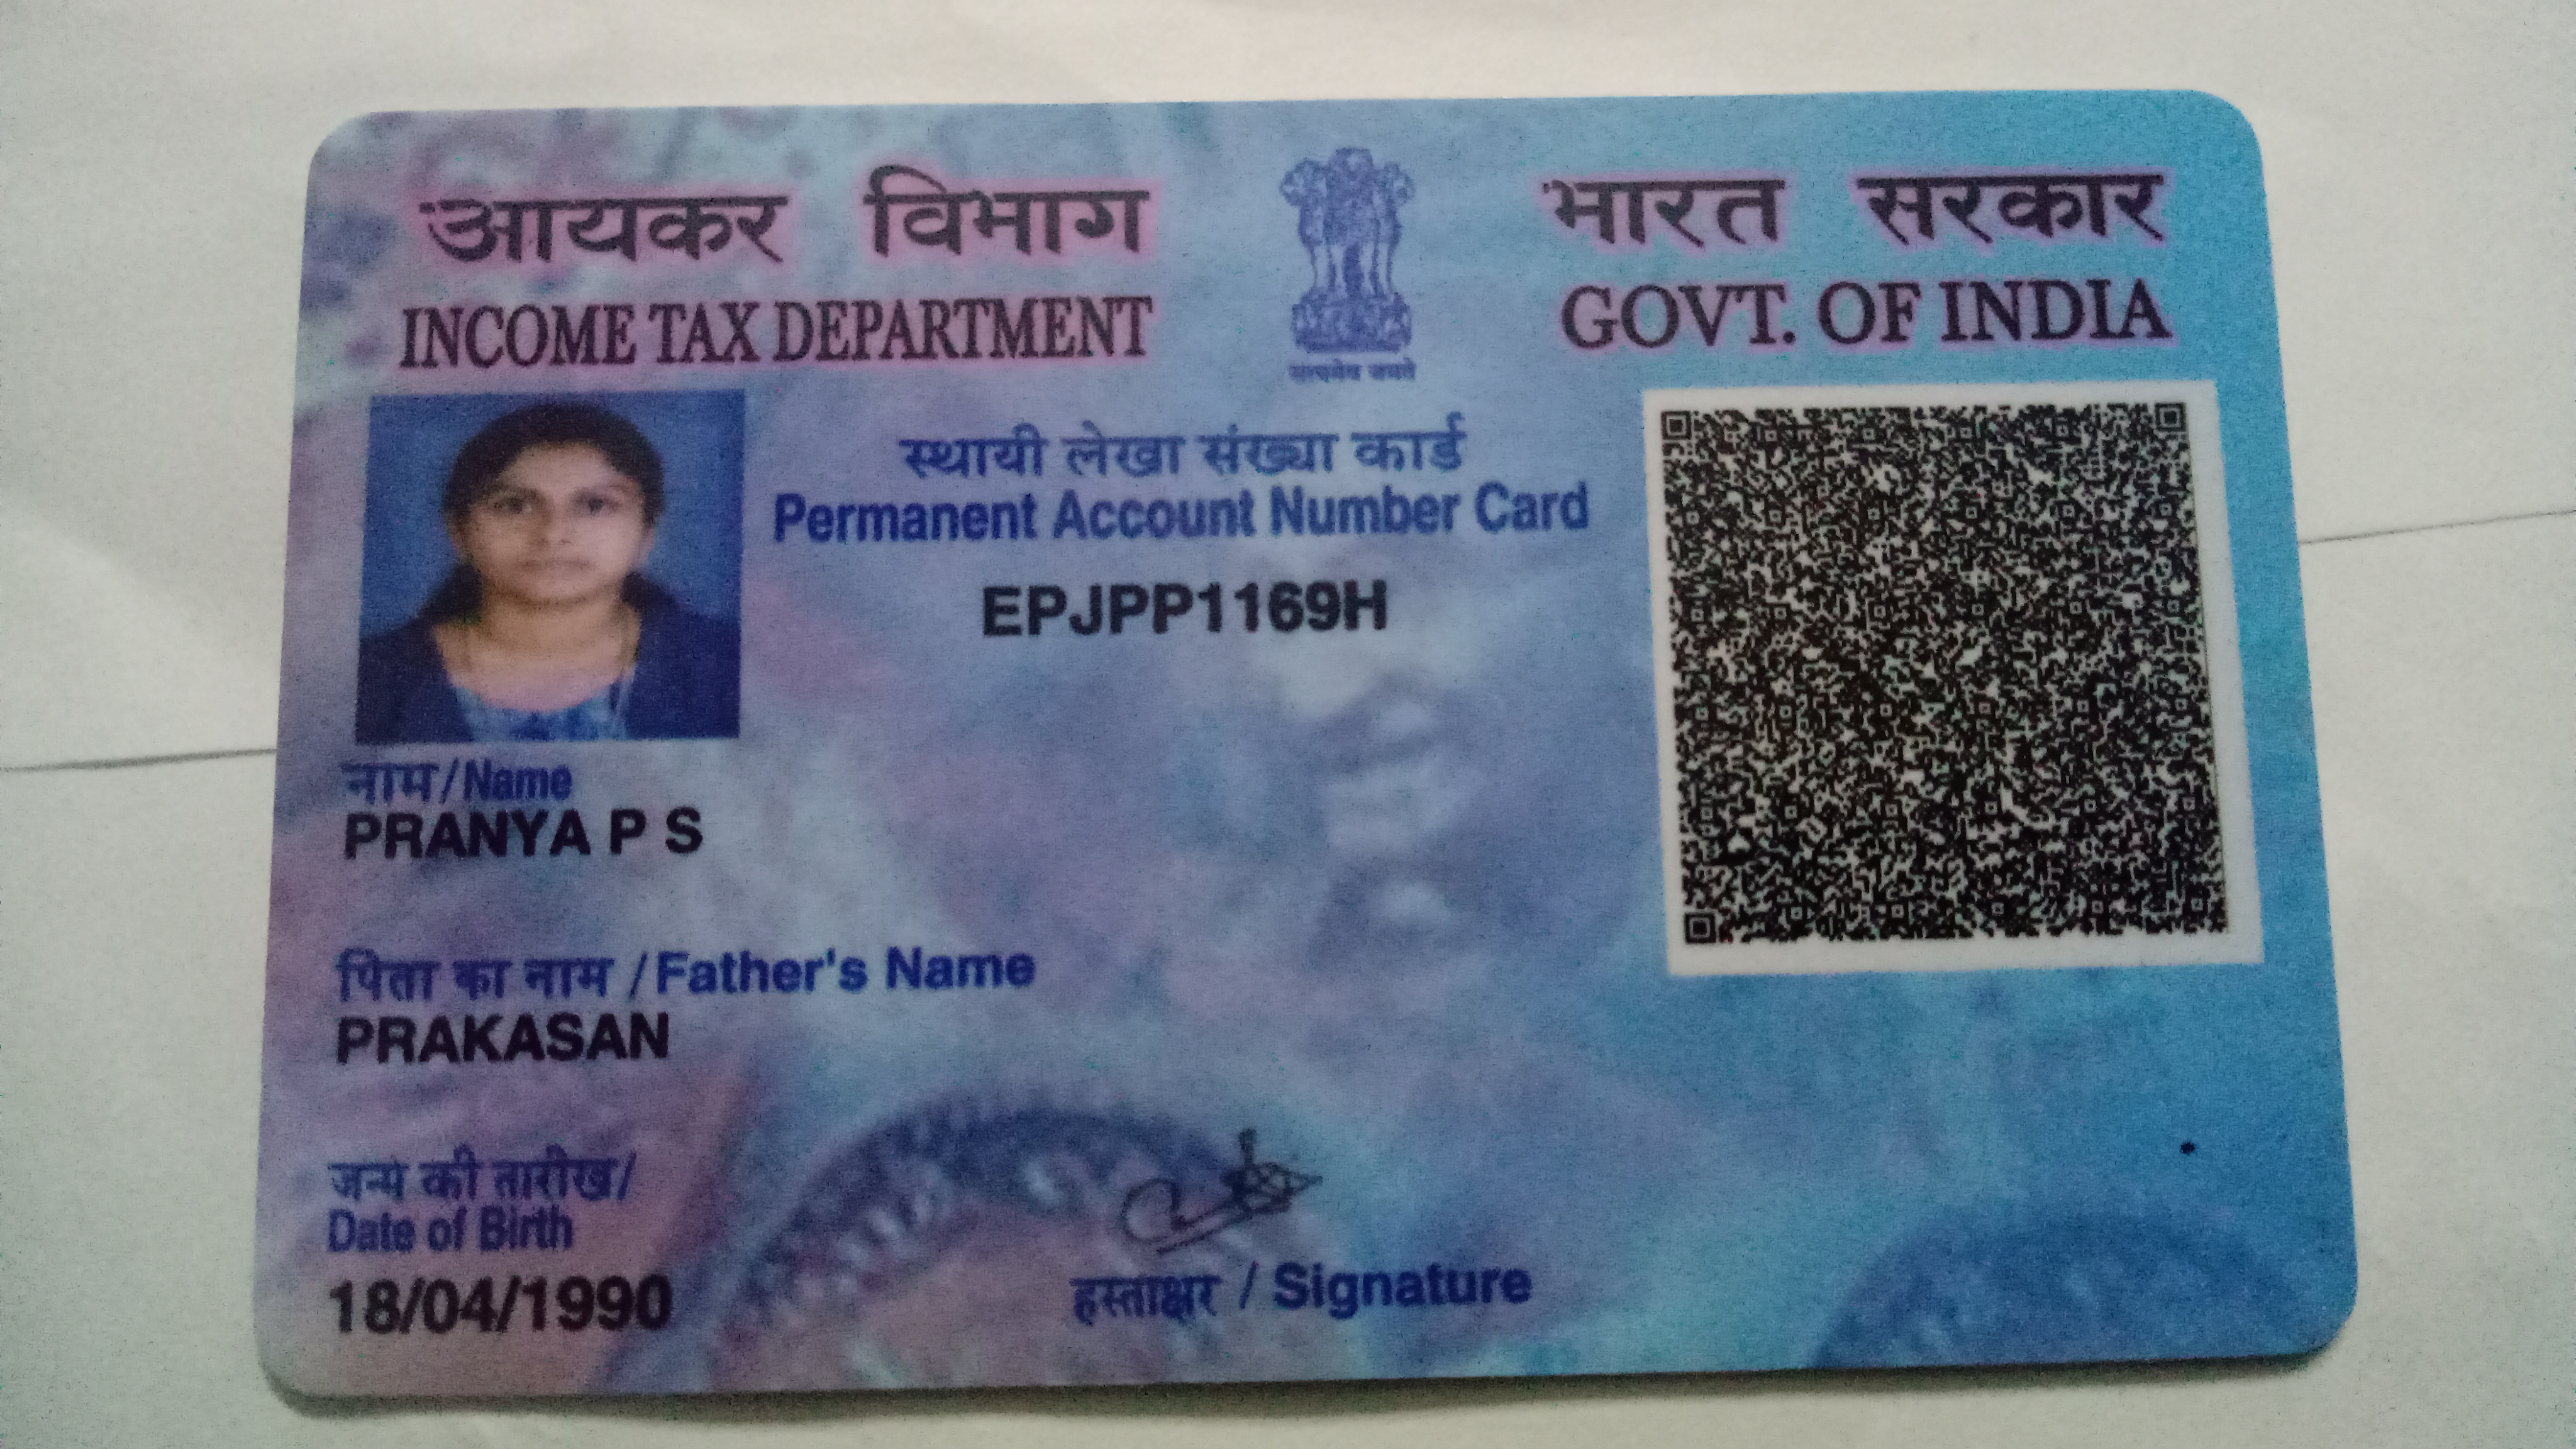 आयकर विभाग
INCOME TAX DEPARTMENT
सत्यमेव जयते
भारत सरकार
GOVT. OF INDIA
स्थायी लेखा संख्या कार्ड
Permanent Account Number Card
EPJPP1169H
नाम/Name
PRANYA P S
पिता का नाम /Father's Name
PRAKASAN
जन्म की तारीख/
Date of Birth
18/04/1990
हस्ताक्षर / Signature